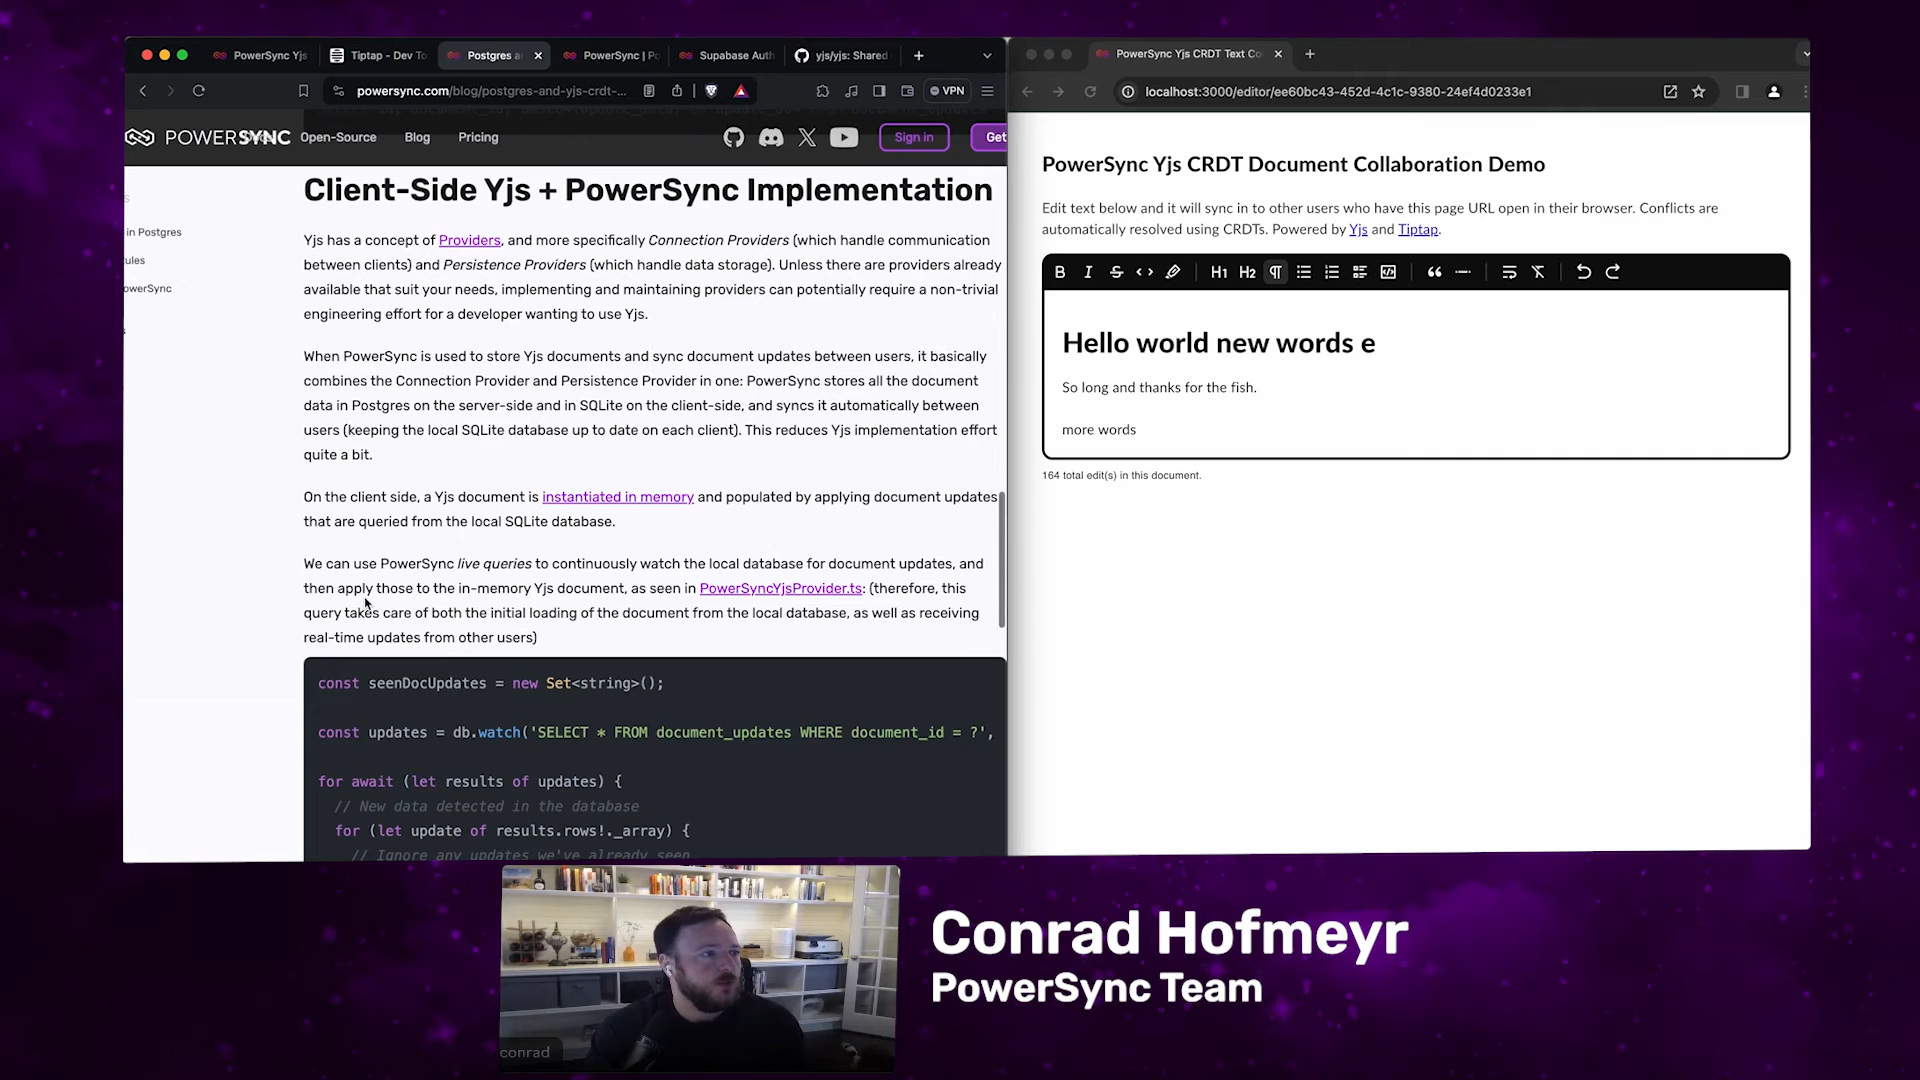 PowerSync Yjs
Tiptap - Dev To
Postgres a
PowerSync | Po
Supabase Auth
yjs/yjs: Shared
PowerSync Yjs CRDT Text Co
powersync.com/blog/postgres-and-yjs-crdt-...
VPN
localhost:3000/editor/ee60bc43-452d-4c1c-9380-24ef4d0233e1
POWERSYNC
Open-Source
Blog
Pricing
Sign in
Get
in Postgres
ules
owerSync
Client-Side Yjs + PowerSync Implementation
Yjs has a concept of Providers, and more specifically Connection Providers (which handle communication
between clients) and Persistence Providers (which handle data storage). Unless there are providers already
available that suit your needs, implementing and maintaining providers can potentially require a non-trivial
engineering effort for a developer wanting to use Yjs.
When PowerSync is used to store Yjs documents and sync document updates between users, it basically
combines the Connection Provider and Persistence Provider in one: PowerSync stores all the document
data in Postgres on the server-side and in SQLite on the client-side, and syncs it automatically between
users (keeping the local SQLite database up to date on each client). This reduces Yjs implementation effort
quite a bit.
On the client side, a Yjs document is instantiated in memory and populated by applying document updates
that are queried from the local SQLite database.
We can use PowerSync live queries to continuously watch the local database for document updates, and
then apply those to the in-memory Yjs document, as seen in PowerSyncYjsProvider.ts: (therefore, this
query takes care of both the initial loading of the document from the local database, as well as receiving
real-time updates from other users)
const seenDocUpdates = new Set<string>();
const updates = db.watch('SELECT * FROM document_updates WHERE document_id = ?',
for await (let results of updates) {
// New data detected in the database
for (let update of results.rows!._array) {
// Ignore any updates we've already seen
PowerSync Yjs CRDT Document Collaboration Demo
Edit text below and it will sync in to other users who have this page URL open in their browser. Conflicts are
automatically resolved using CRDTs. Powered by Yjs and Tiptap.
B I S <> H1 H2
Hello world new words e
So long and thanks for the fish.
more words
164 total edit(s) in this document.
conrad
Conrad Hofmeyr
PowerSync Team